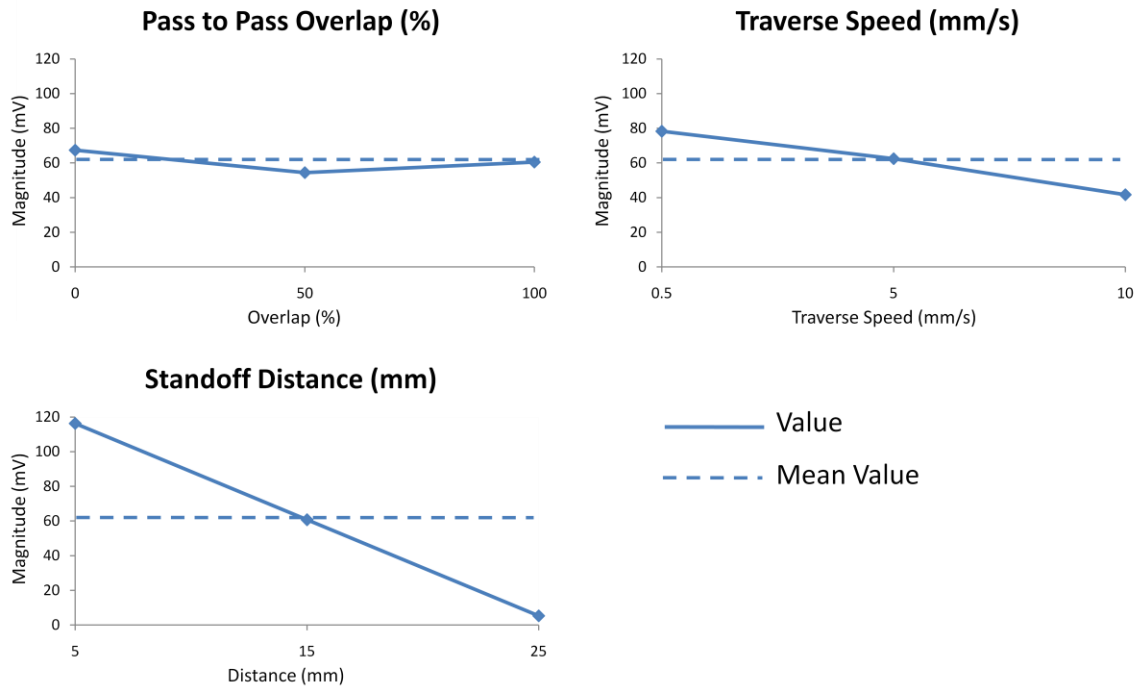 Pass to Pass Overlap (%)
Magnitude (mV)
120
100
80
60
40
20
0
0 50 100
Overlap (%)
Traverse Speed (mm/s)
Magnitude (mV)
120
100
80
60
40
20
0
0.5 5 10
Traverse Speed (mm/s)
Standoff Distance (mm)
Magnitude (mV)
120
100
80
60
40
20
0
5 15 25
Distance (mm)
Value
Mean Value